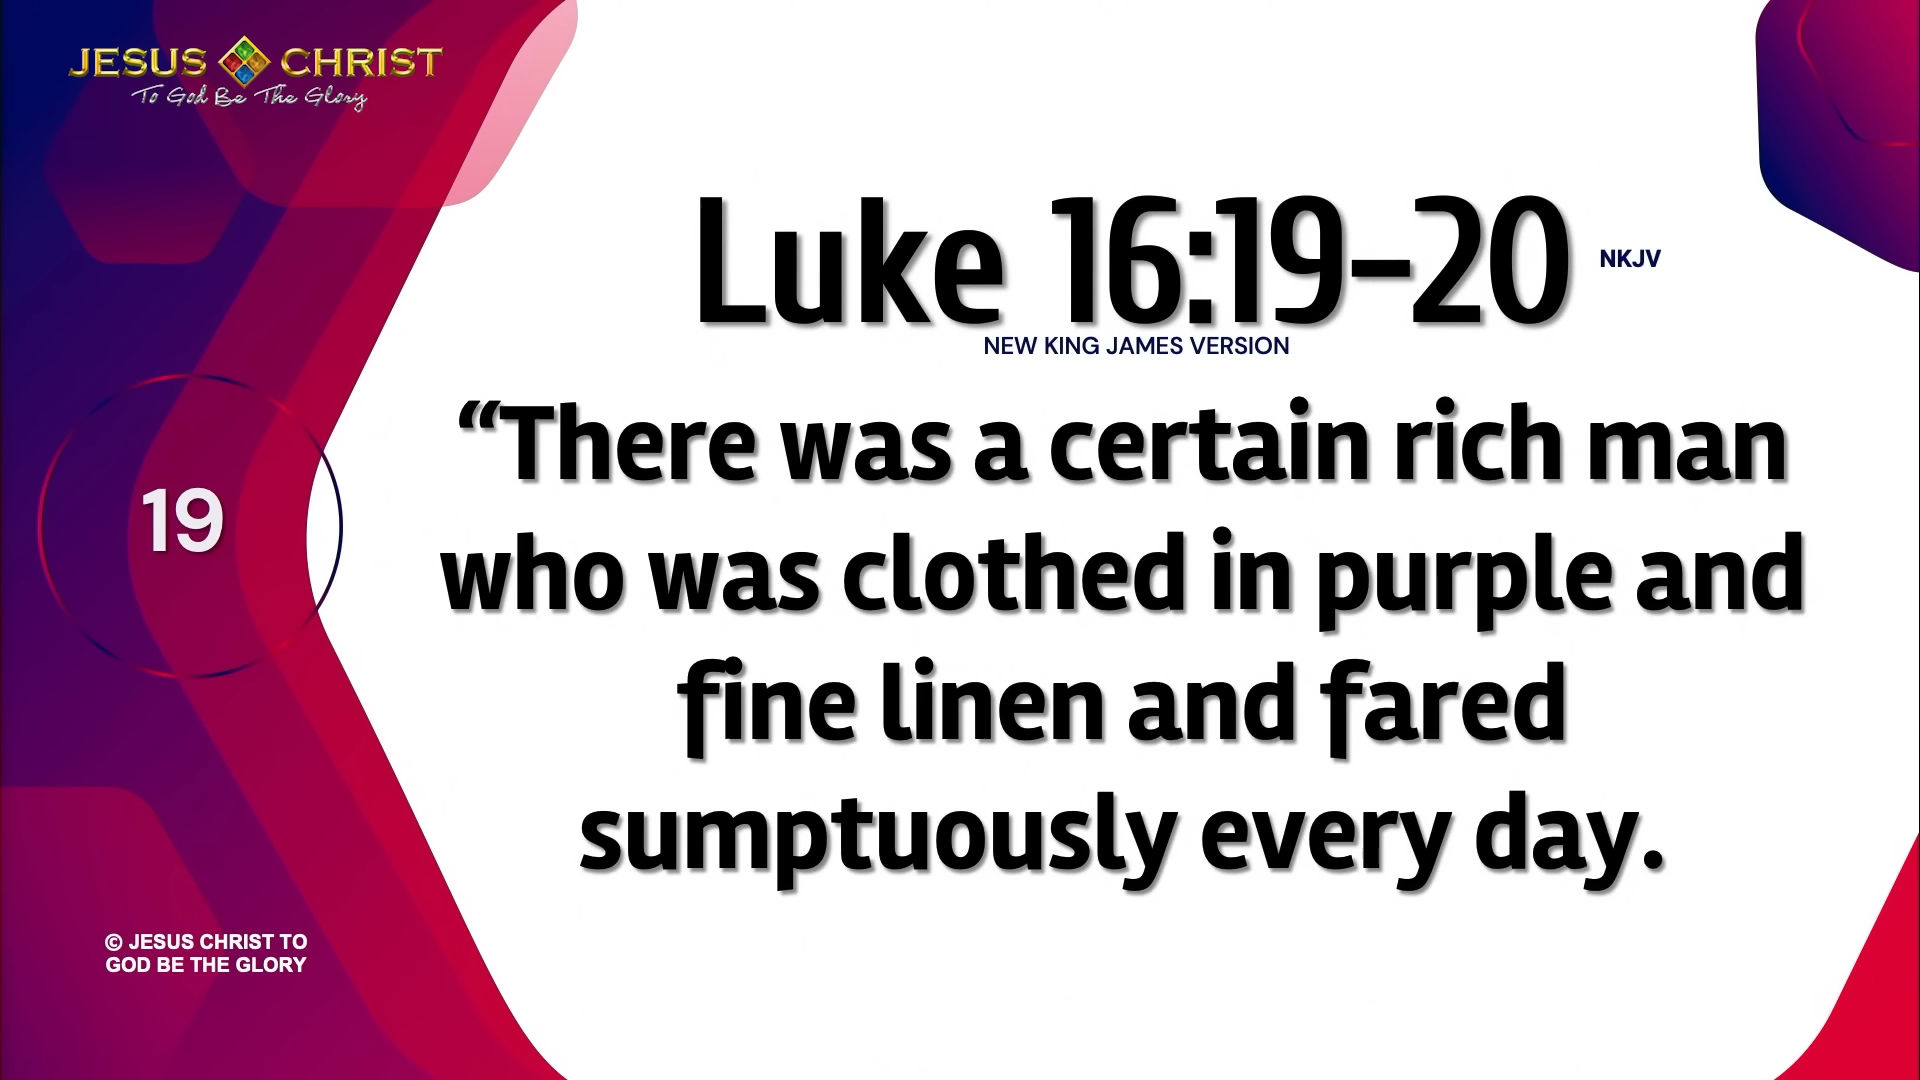 JESUS CHRIST
To God Be The Glory
Luke 16:19-20 NKJV
NEW KING JAMES VERSION
“There was a certain rich man
who was clothed in purple and
fine linen and fared
sumptuously every day.
19
© JESUS CHRIST TO
GOD BE THE GLORY